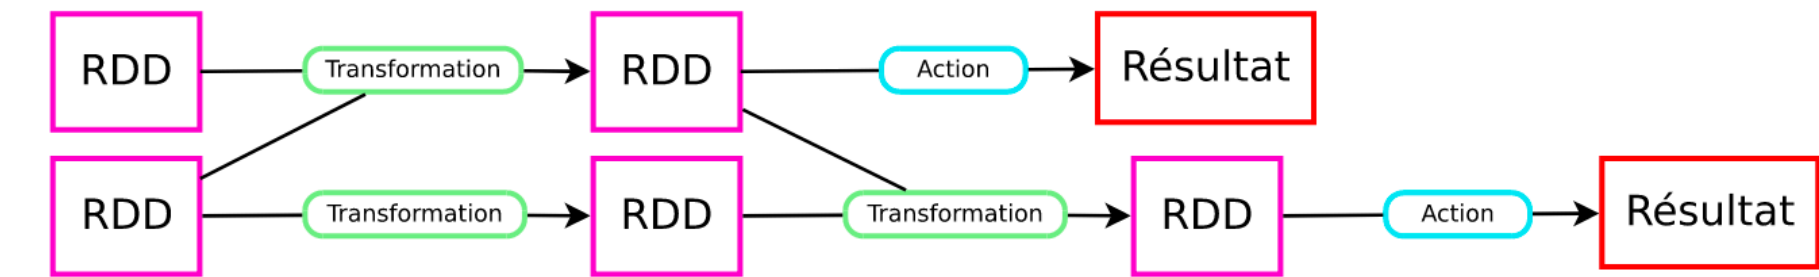 RDD
Transformation
RDD
Action
Résultat
RDD
Transformation
RDD
Transformation
RDD
Action
Résultat